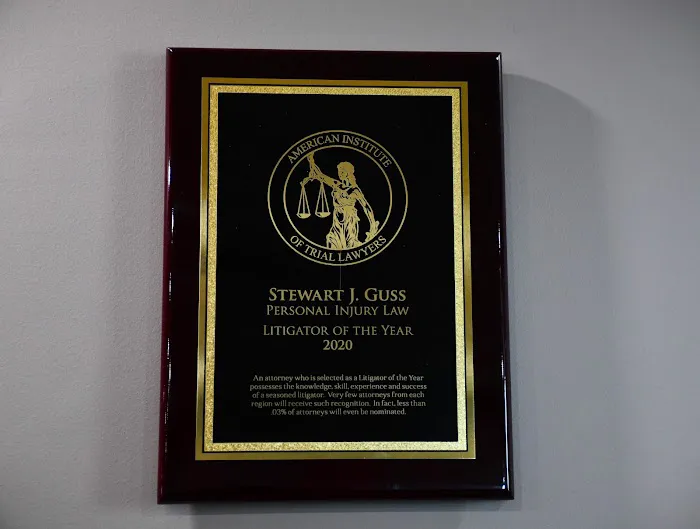 AMERICAN INSTITUTE
OF TRIAL LAWYERS
STEWART J. GUSS
PERSONAL INJURY LAW
LITIGATOR OF THE YEAR
2020
An attorney who is selected as a Litigator of the Year
possesses the knowledge, skill, experience and success
of a seasoned litigator. Very few attorneys from each
region will receive such recognition. In fact, less than
.03% of attorneys will even be nominated.